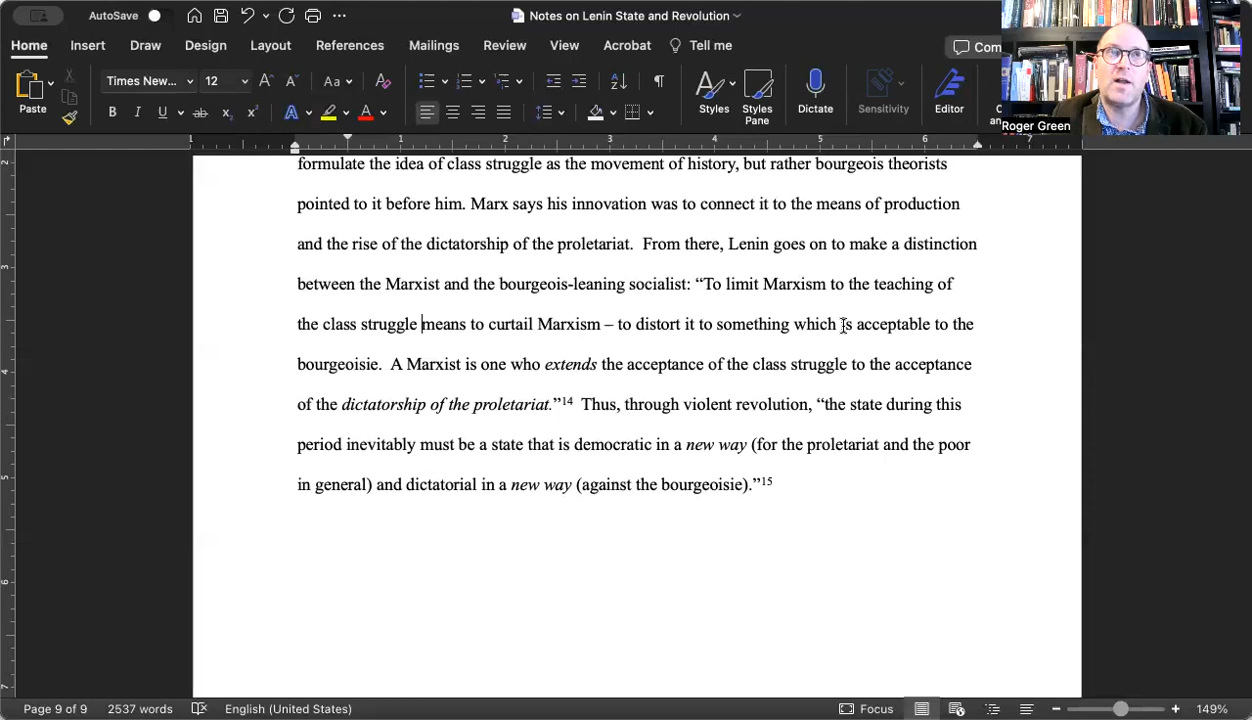 AutoSave
Notes on Lenin State and Revolution
Home Insert Draw Design Layout References Mailings Review View Acrobat Tell me
Com
Paste
Times New... 12
Styles
Styles Pane
Dictate
Sensitivity
Editor
Roger Green
formulate the idea of class struggle as the movement of history, but rather bourgeois theorists
pointed to it before him. Marx says his innovation was to connect it to the means of production
and the rise of the dictatorship of the proletariat.  From there, Lenin goes on to make a distinction
between the Marxist and the bourgeois-leaning socialist: “To limit Marxism to the teaching of
the class struggle means to curtail Marxism – to distort it to something which is acceptable to the
bourgeoisie.  A Marxist is one who extends the acceptance of the class struggle to the acceptance
of the dictatorship of the proletariat.”14  Thus, through violent revolution, “the state during this
period inevitably must be a state that is democratic in a new way (for the proletariat and the poor
in general) and dictatorial in a new way (against the bourgeoisie).”15
Page 9 of 9 2537 words English (United States) Focus 149%